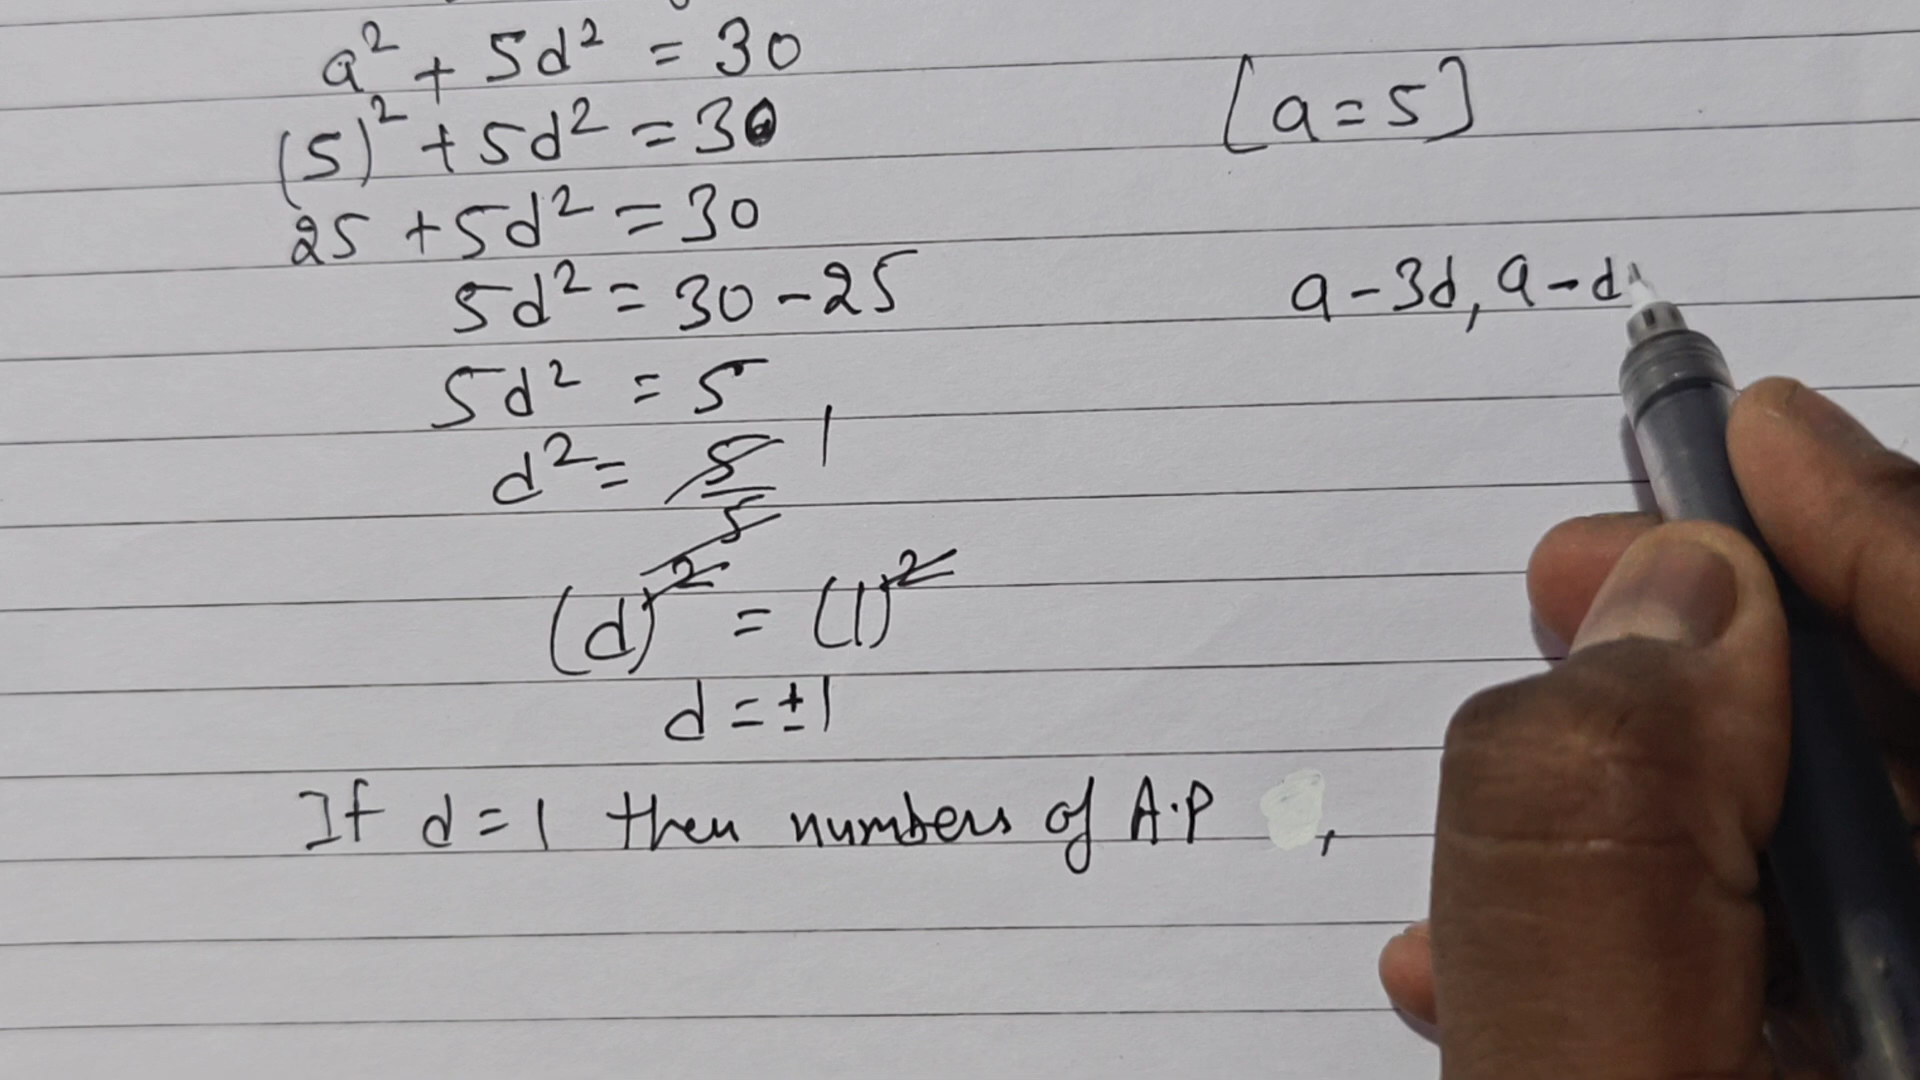 a² + 5d² = 30
(5)² + 5d² = 30
[a = 5]
25 + 5d² = 30
5d² = 30 - 25
a - 3d, a - d
5d² = 5
d² = 5/5 1
(d)² = (1)²
d = ±1
If d = 1 then numbers of A.P ,